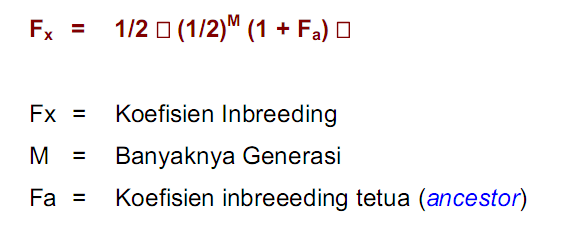 Fx = 1/2 □ (1/2)^M (1 + Fa) □
Fx = Koefisien Inbreeding
M = Banyaknya Generasi
Fa = Koefisien inbreeeding tetua (ancestor)